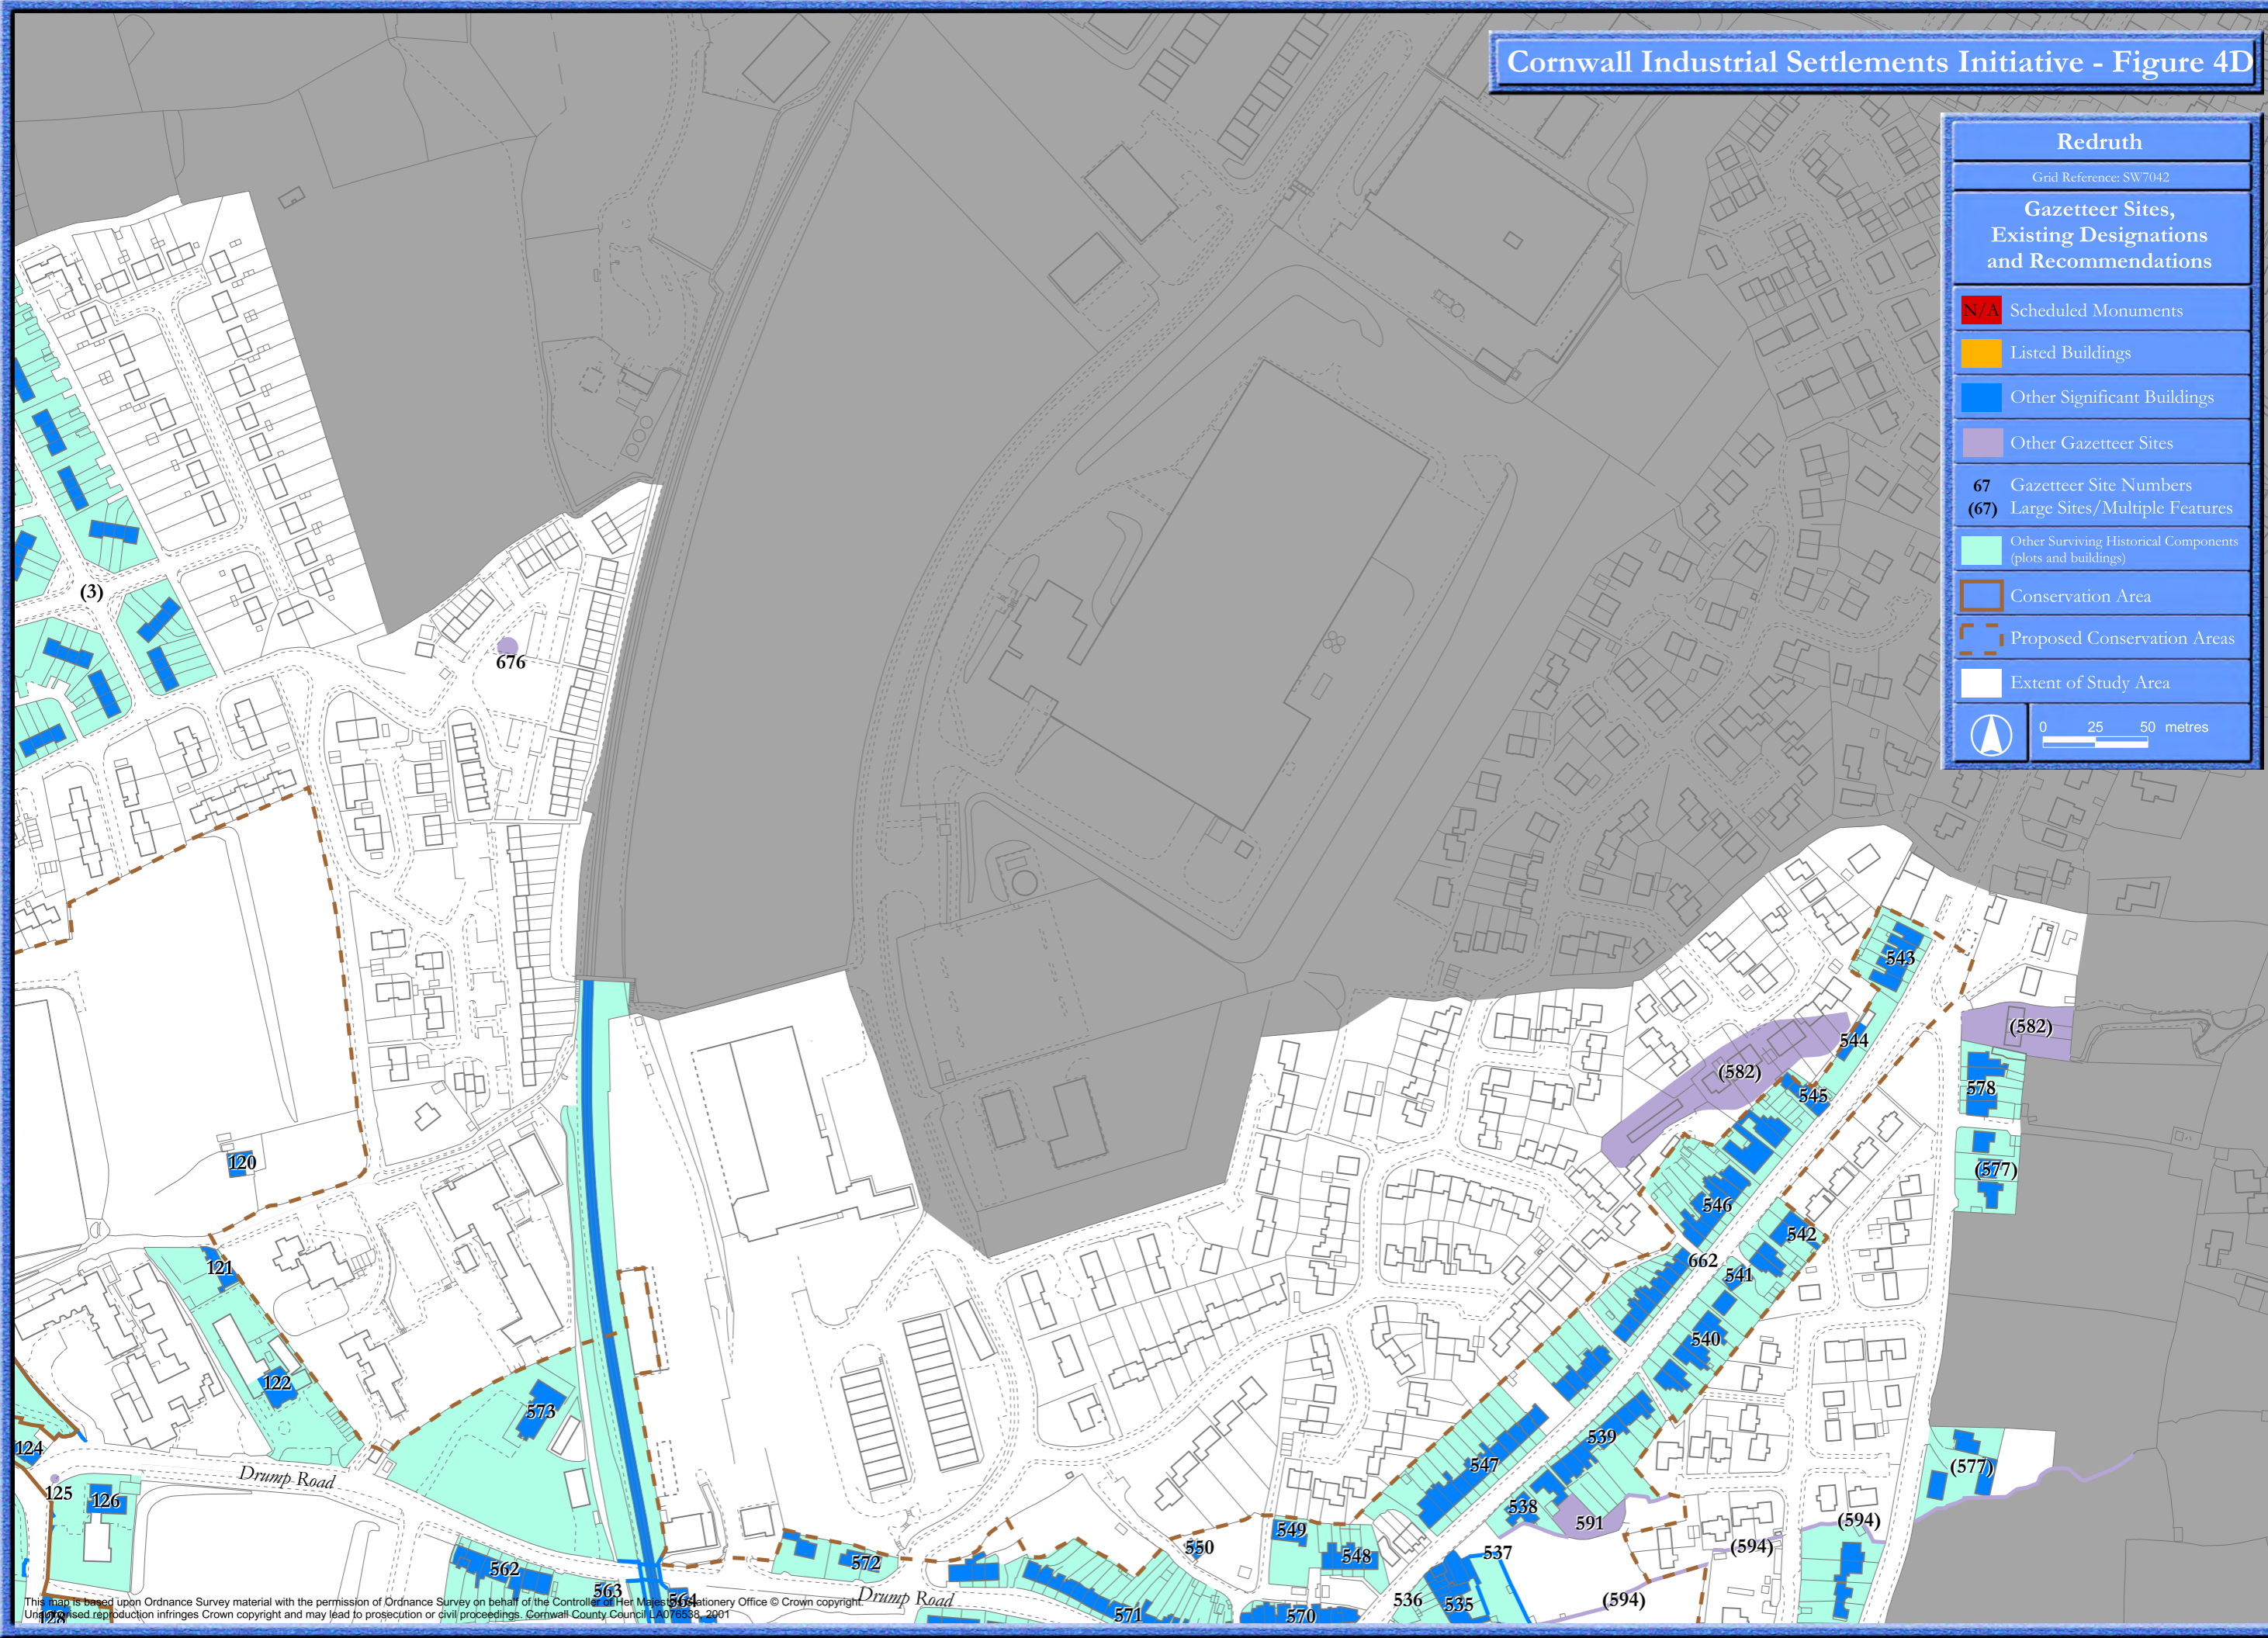 Cornwall Industrial Settlements Initiative - Figure 4D
Redruth
Grid Reference: SW7042
Gazetteer Sites,
Existing Designations
and Recommendations
N/A Scheduled Monuments
Listed Buildings
Other Significant Buildings
Other Gazetteer Sites
67 Gazetteer Site Numbers
(67) Large Sites/Multiple Features
Other Surviving Historical Components
(plots and buildings)
Conservation Area
Proposed Conservation Areas
Extent of Study Area
0 25 50 metres
(3)
676
543
(582)
544
(582)
578
545
120
(577)
546
542
662
121
541
540
122
573
539
124
547
(577)
Drump Road
125
126
538
(594)
591
549
550
(594)
537
548
572
562
563
564
Drump Road
536
535
(594)
571
570
128
This map is based upon Ordnance Survey material with the permission of Ordnance Survey on behalf of the Controller of Her Majesty's Stationery Office © Crown copyright.
Unauthorised reproduction infringes Crown copyright and may lead to prosecution or civil proceedings. Cornwall County Council LA076538, 2001